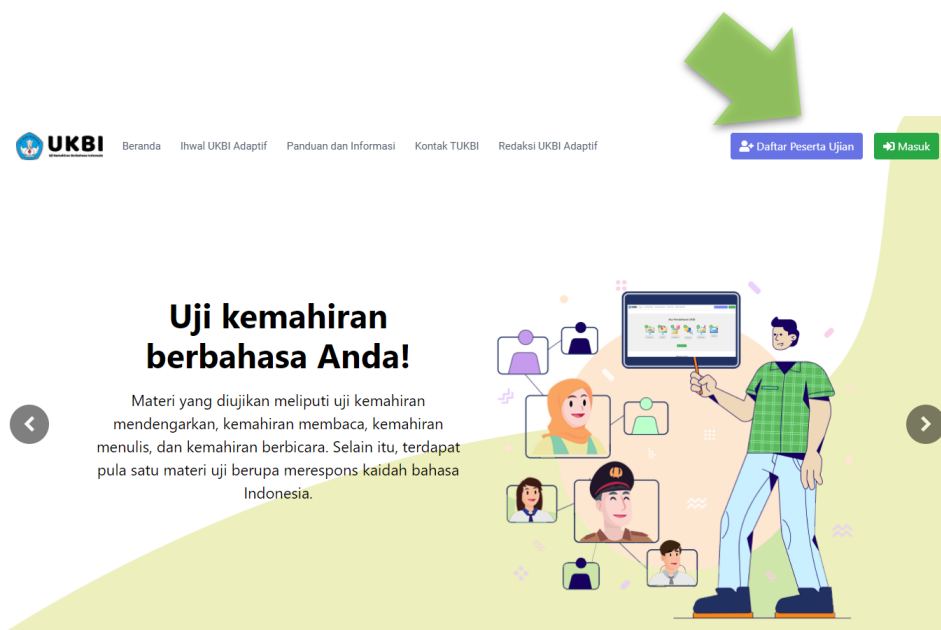 UKBI
Beranda Ihwal UKBI Adaptif Panduan dan Informasi Kontak TUKBI Redaksi UKBI Adaptif
Daftar Peserta Ujian Masuk
Uji kemahiran
berbahasa Anda!
Materi yang diujikan meliputi uji kemahiran
mendengarkan, kemahiran membaca, kemahiran
menulis, dan kemahiran berbicara. Selain itu, terdapat
pula satu materi uji berupa merespons kaidah bahasa
Indonesia.